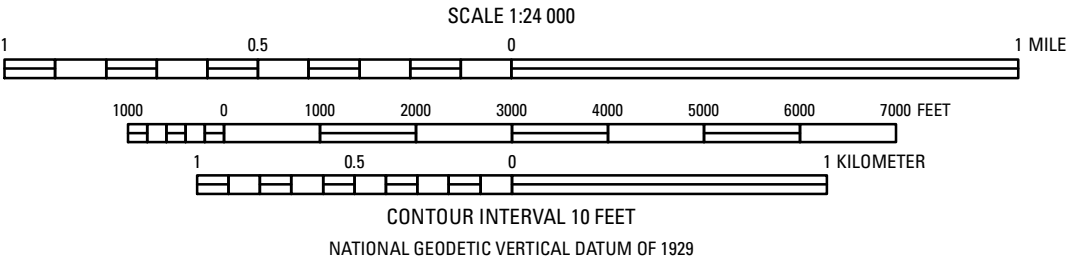 SCALE 1:24 000
1 0.5 0 1 MILE
1000 0 1000 2000 3000 4000 5000 6000 7000 FEET
1 0.5 0 1 KILOMETER
CONTOUR INTERVAL 10 FEET
NATIONAL GEODETIC VERTICAL DATUM OF 1929